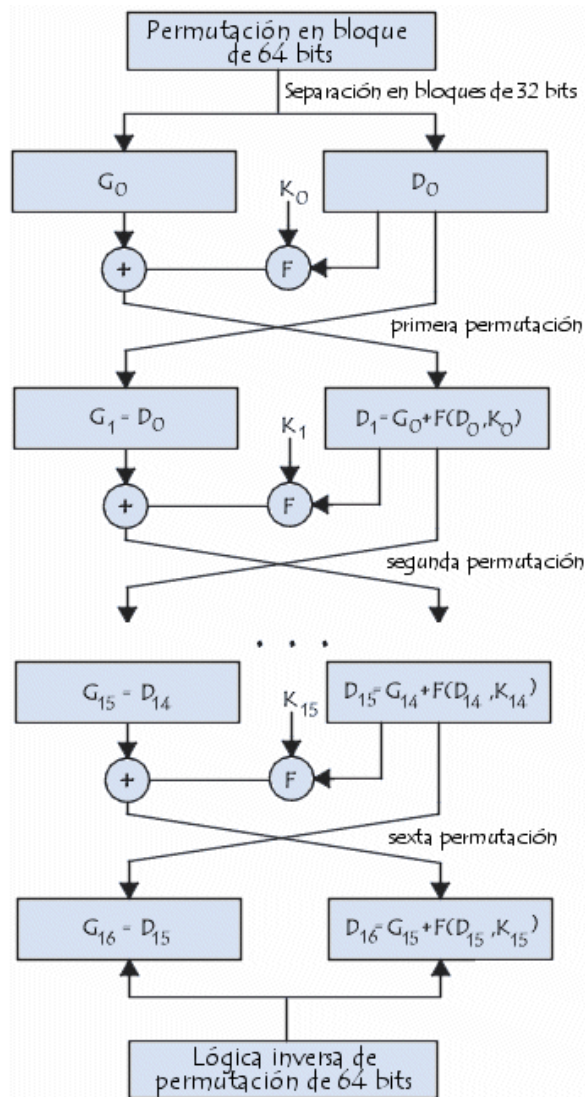 Permutación en bloque
de 64 bits
Separación en bloques de 32 bits
G₀
K₀
D₀
+
F
primera permutación
G₁ = D₀
K₁
D₁=G₀+F(D₀,K₀)
+
F
segunda permutación
. . .
G₁₅ = D₁₄
K₁₅
D₁₅=G₁₄+F(D₁₄,K₁₄)
+
F
sexta permutación
G₁₆ = D₁₅
D₁₆=G₁₅+F(D₁₅,K₁₅)
Lógica inversa de
permutación de 64 bits